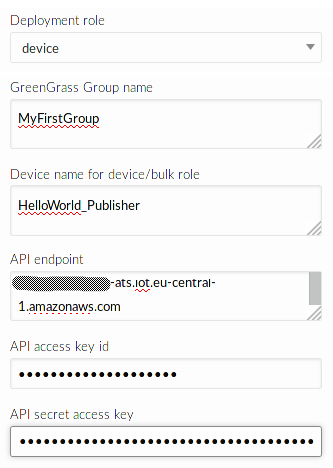 Deployment role
device
GreenGrass Group name
MyFirstGroup
Device name for device/bulk role
HelloWorld_Publisher
API endpoint
-ats.iot.eu-central-
1.amazonaws.com
API access key id
API secret access key